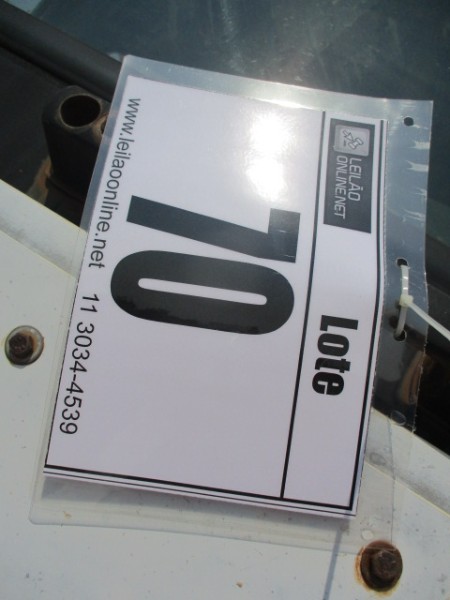 LEILÃO
ONLINE.NET
Lote
70
www.leilaoonline.net 11 3034-4539